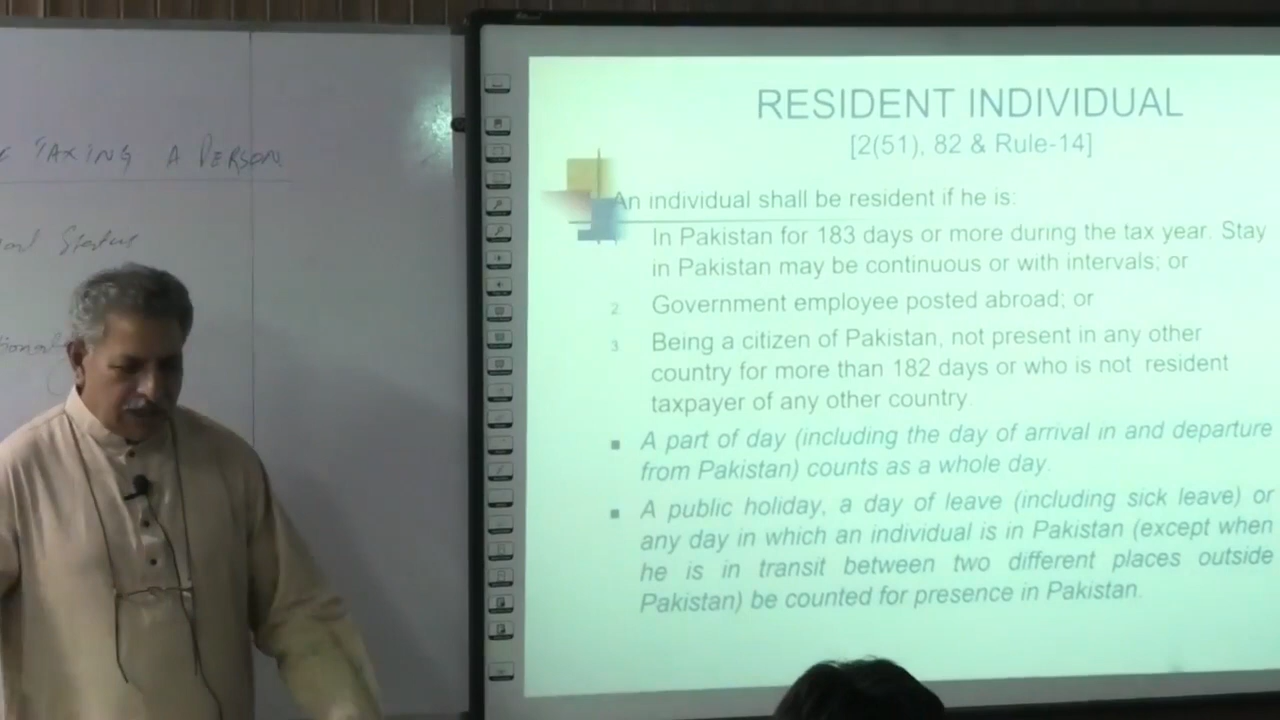 TAXING A PERSON
Status
RESIDENT INDIVIDUAL
[2(51), 82 & Rule-14]
An individual shall be resident if he is:
In Pakistan for 183 days or more during the tax year. Stay
in Pakistan may be continuous or with intervals; or
2. Government employee posted abroad; or
3. Being a citizen of Pakistan, not present in any other
country for more than 182 days or who is not resident
taxpayer of any other country.
▪ A part of day (including the day of arrival in and departure
from Pakistan) counts as a whole day.
▪ A public holiday, a day of leave (including sick leave) or
any day in which an individual is in Pakistan (except when
he is in transit between two different places outside
Pakistan) be counted for presence in Pakistan.